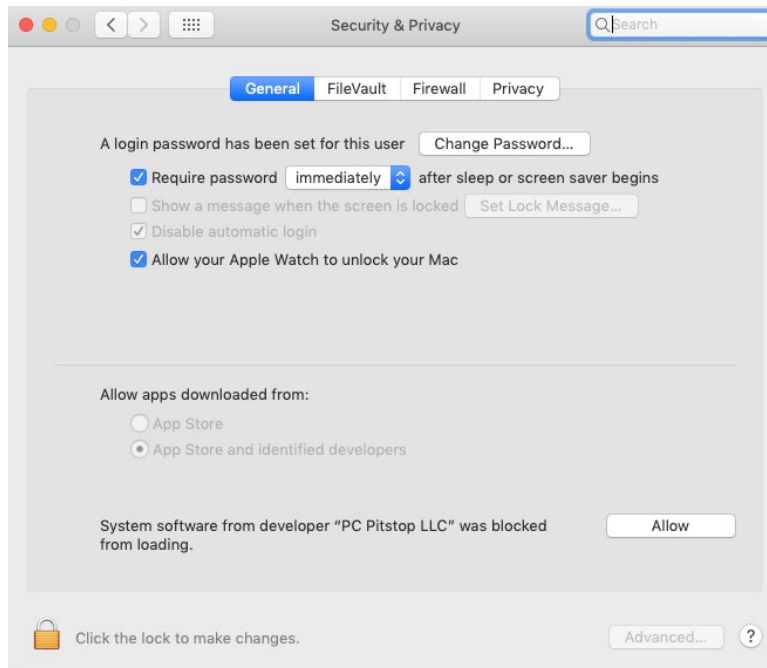 Security & Privacy
Search
General FileVault Firewall Privacy
A login password has been set for this user Change Password...
Require password immediately after sleep or screen saver begins
Show a message when the screen is locked Set Lock Message...
Disable automatic login
Allow your Apple Watch to unlock your Mac
Allow apps downloaded from:
App Store
App Store and identified developers
System software from developer “PC Pitstop LLC” was blocked Allow
from loading.
Click the lock to make changes. Advanced... ?